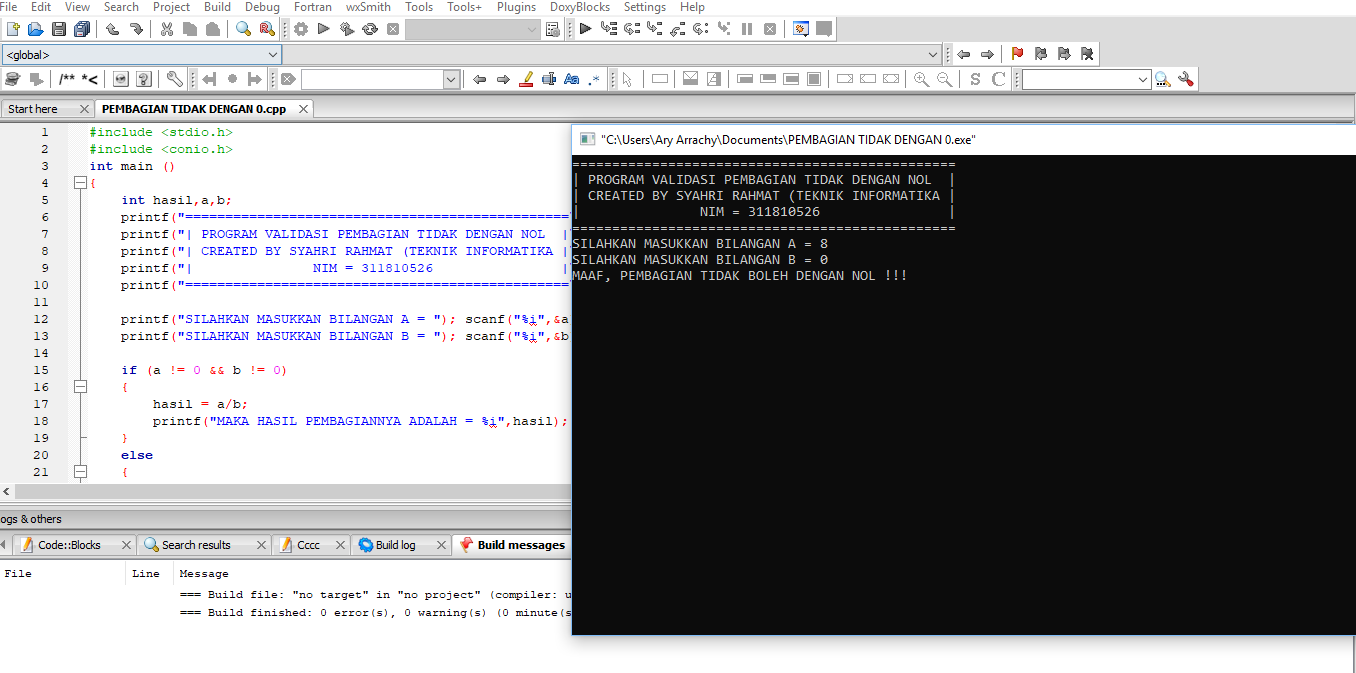 File Edit View Search Project Build Debug Fortran wxSmith Tools Tools+ Plugins DoxyBlocks Settings Help
<global>
/** *<
Aa .*
S C
Start here PEMBAGIAN TIDAK DENGAN 0.cpp
1 #include <stdio.h>
2 #include <conio.h>
3 int main ()
4 {
5 int hasil,a,b;
6 printf("================================================"
7 printf("| PROGRAM VALIDASI PEMBAGIAN TIDAK DENGAN NOL |
8 printf("| CREATED BY SYAHRI RAHMAT (TEKNIK INFORMATIKA |
9 printf("| NIM = 311810526 |
10 printf("================================================"
11
12 printf("SILAHKAN MASUKKAN BILANGAN A = "); scanf("%i",&a
13 printf("SILAHKAN MASUKKAN BILANGAN B = "); scanf("%i",&b
14
15 if (a != 0 && b != 0)
16 {
17 hasil = a/b;
18 printf("MAKA HASIL PEMBAGIANNYA ADALAH = %i",hasil);
19 }
20 else
21 {
"C:\Users\Ary Arrachy\Documents\PEMBAGIAN TIDAK DENGAN 0.exe"
================================================
| PROGRAM VALIDASI PEMBAGIAN TIDAK DENGAN NOL |
| CREATED BY SYAHRI RAHMAT (TEKNIK INFORMATIKA |
| NIM = 311810526 |
================================================
SILAHKAN MASUKKAN BILANGAN A = 8
SILAHKAN MASUKKAN BILANGAN B = 0
MAAF, PEMBAGIAN TIDAK BOLEH DENGAN NOL !!!
ogs & others
Code::Blocks Search results Cccc Build log Build messages
File Line Message
=== Build file: "no target" in "no project" (compiler: u
=== Build finished: 0 error(s), 0 warning(s) (0 minute(s